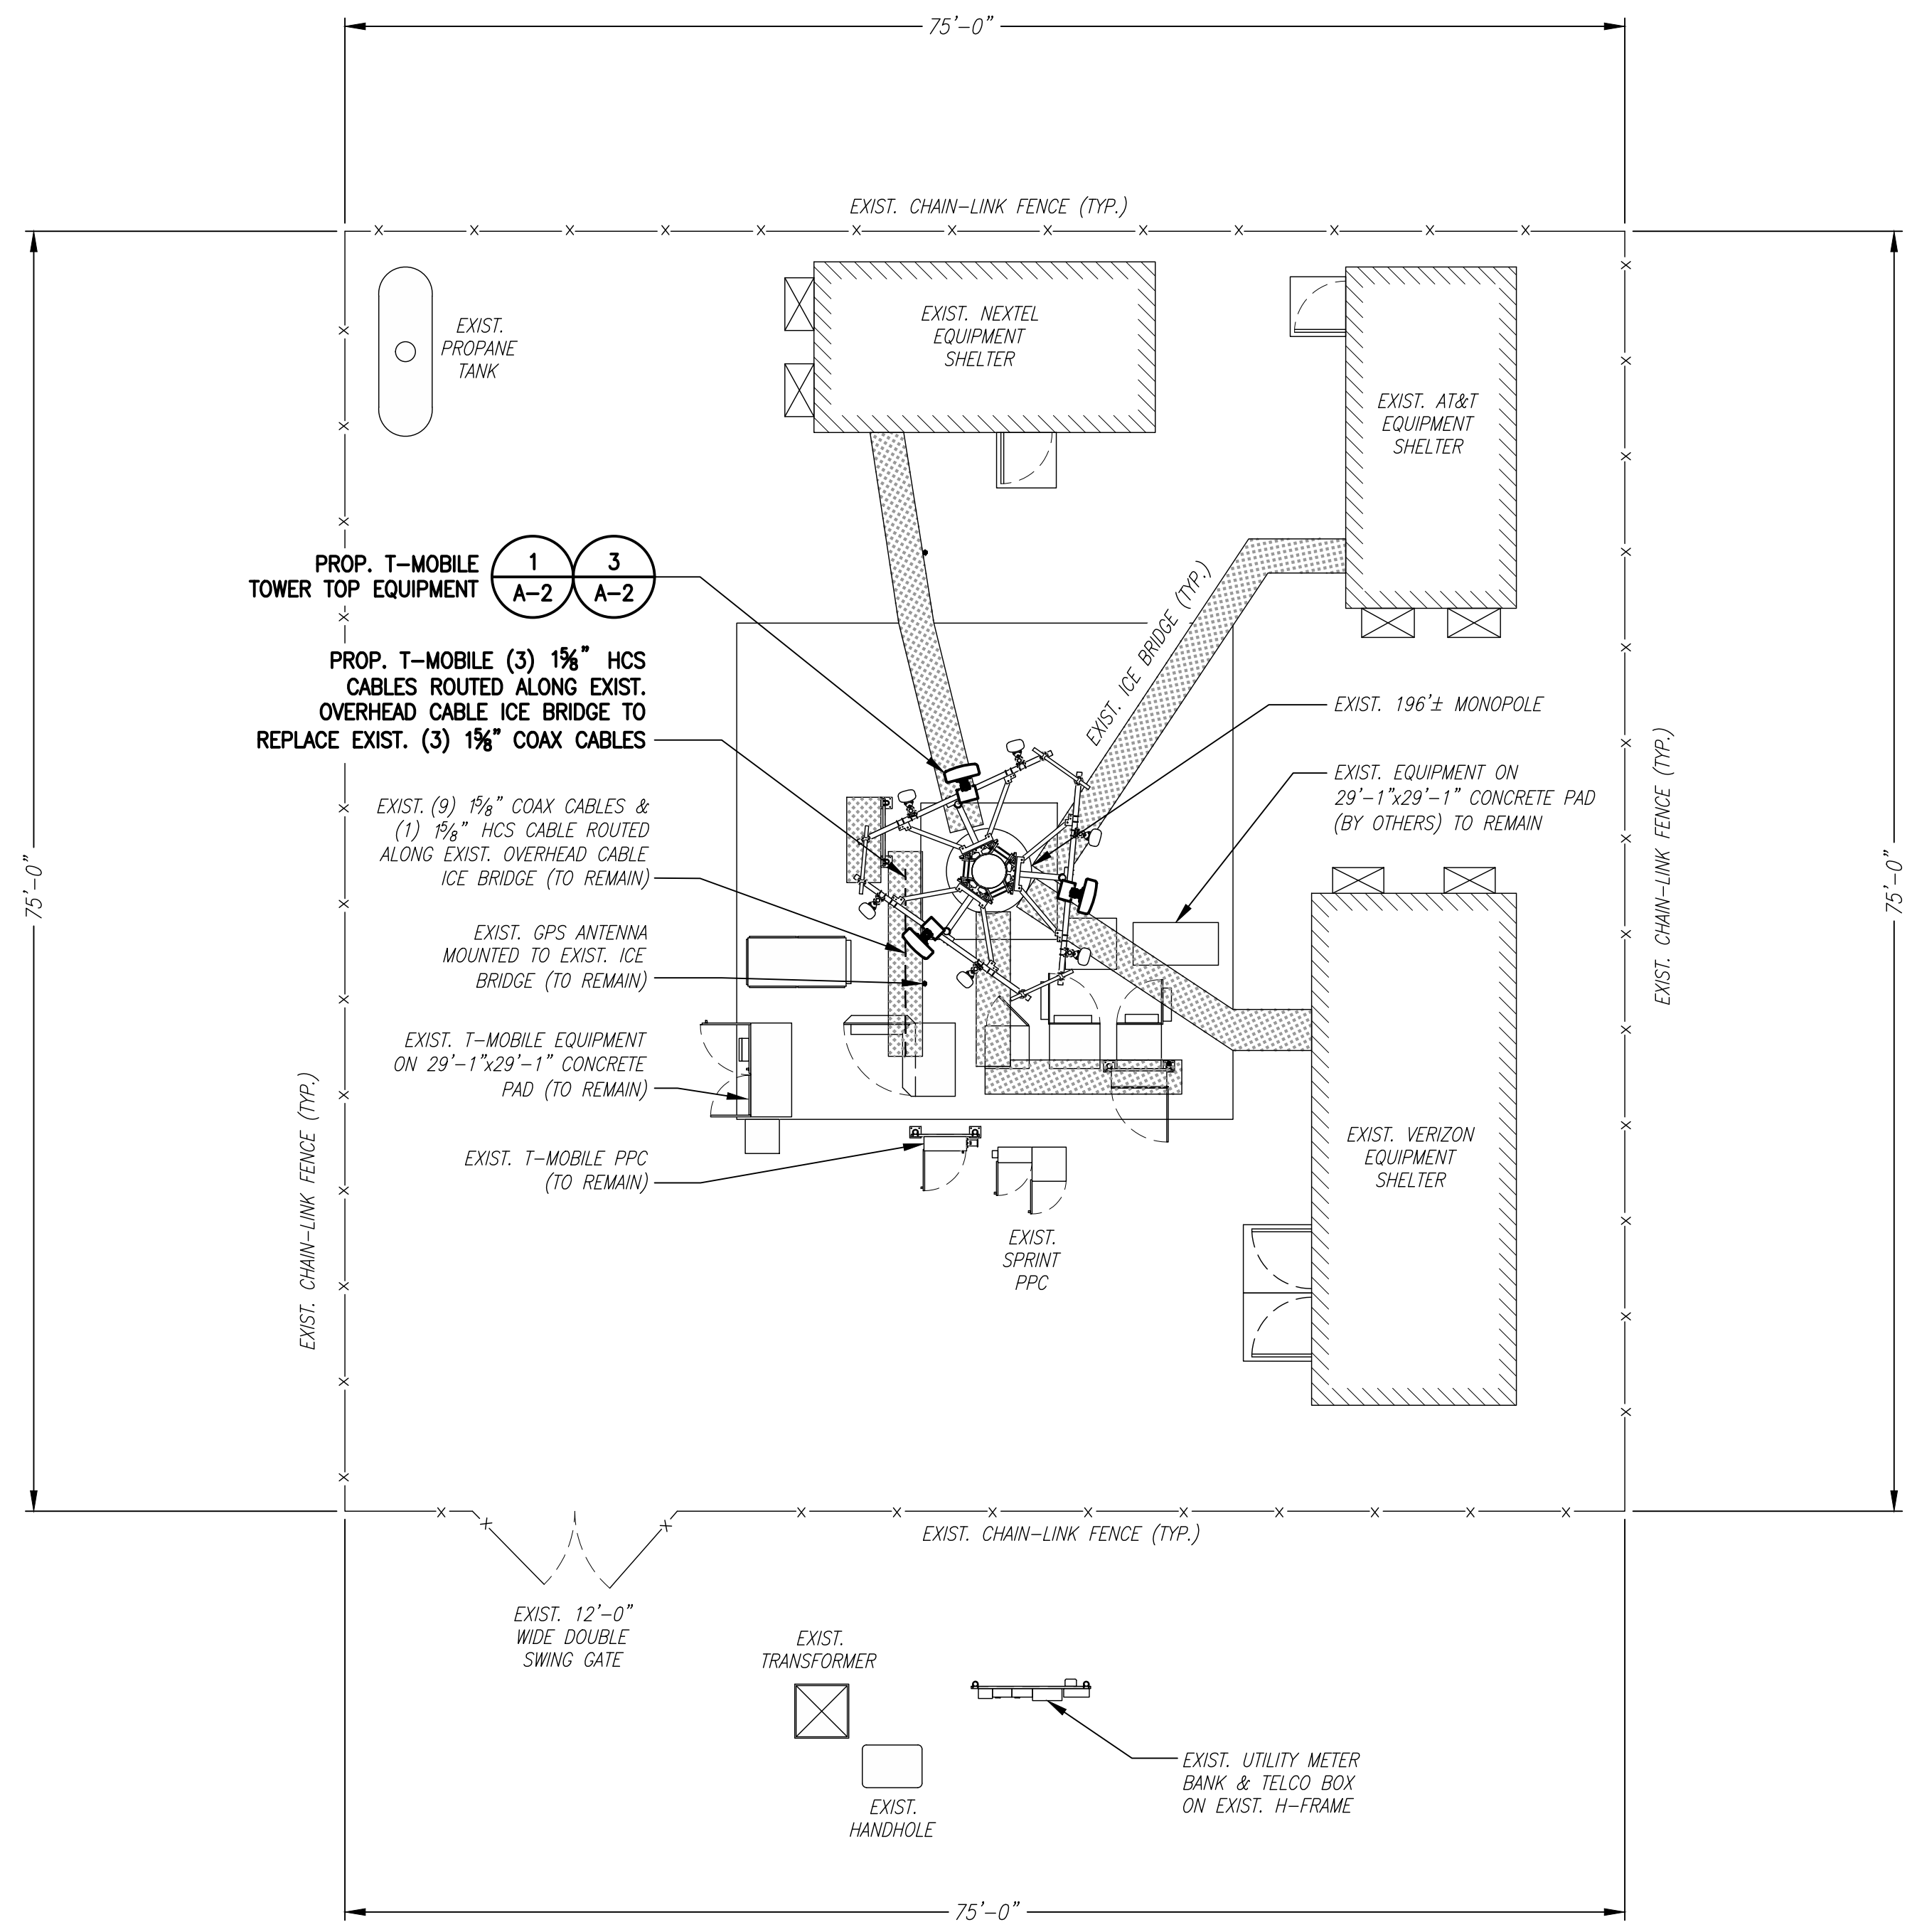 75'-0"
EXIST. CHAIN-LINK FENCE (TYP.)
EXIST.
PROPANE
TANK
EXIST. NEXTEL
EQUIPMENT
SHELTER
EXIST. AT&T
EQUIPMENT
SHELTER
PROP. T-MOBILE
TOWER TOP EQUIPMENT
1
A-2
3
A-2
EXIST. ICE BRIDGE (TYP.)
PROP. T-MOBILE (3) 1⅝" HCS
CABLES ROUTED ALONG EXIST.
OVERHEAD CABLE ICE BRIDGE TO
REPLACE EXIST. (3) 1⅝" COAX CABLES
EXIST. 196'± MONOPOLE
EXIST. EQUIPMENT ON
29'-1"x29'-1" CONCRETE PAD
(BY OTHERS) TO REMAIN
EXIST. CHAIN-LINK FENCE (TYP.)
75'-0"
75'-0"
EXIST. (9) 1⅝" COAX CABLES &
(1) 1⅝" HCS CABLE ROUTED
ALONG EXIST. OVERHEAD CABLE
ICE BRIDGE (TO REMAIN)
EXIST. GPS ANTENNA
MOUNTED TO EXIST. ICE
BRIDGE (TO REMAIN)
EXIST. T-MOBILE EQUIPMENT
ON 29'-1"x29'-1" CONCRETE
PAD (TO REMAIN)
EXIST. T-MOBILE PPC
(TO REMAIN)
EXIST. CHAIN-LINK FENCE (TYP.)
EXIST.
SPRINT
PPC
EXIST. VERIZON
EQUIPMENT
SHELTER
EXIST. CHAIN-LINK FENCE (TYP.)
EXIST. 12'-0"
WIDE DOUBLE
SWING GATE
EXIST.
TRANSFORMER
EXIST.
HANDHOLE
EXIST. UTILITY METER
BANK & TELCO BOX
ON EXIST. H-FRAME
75'-0"